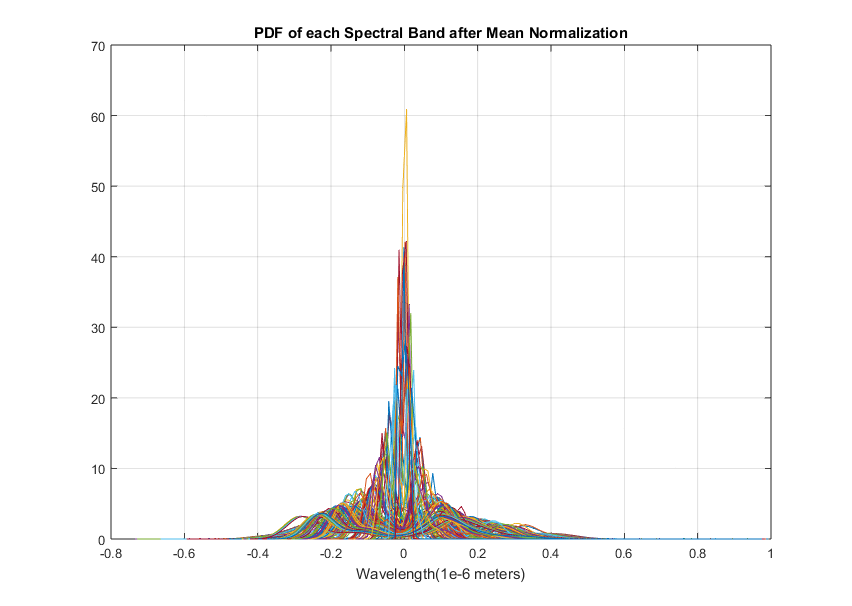 PDF of each Spectral Band after Mean Normalization
70
60
50
40
30
20
10
0
-0.8 -0.6 -0.4 -0.2 0 0.2 0.4 0.6 0.8 1
Wavelength(1e-6 meters)